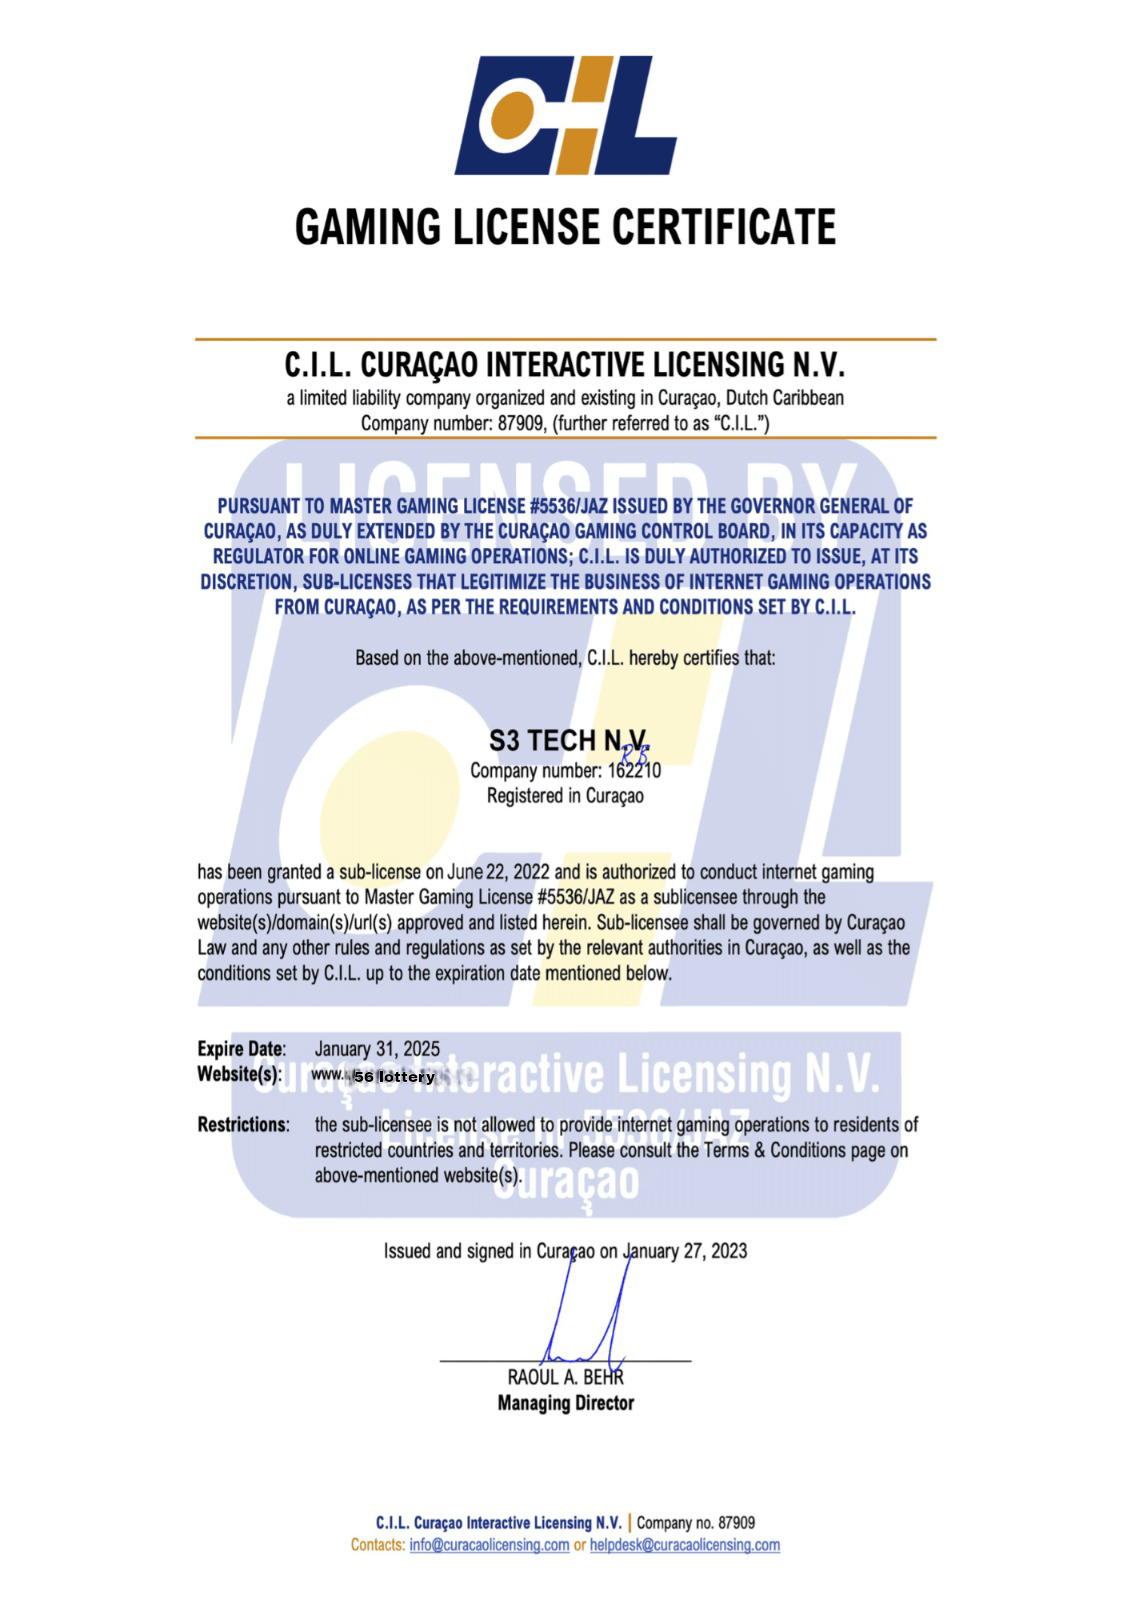 CIL
GAMING LICENSE CERTIFICATE
C.I.L. CURAÇAO INTERACTIVE LICENSING N.V.
a limited liability company organized and existing in Curaçao, Dutch Caribbean
Company number: 87909, (further referred to as “C.I.L.”)
LICENSED BY
PURSUANT TO MASTER GAMING LICENSE #5536/JAZ ISSUED BY THE GOVERNOR GENERAL OF
CURAÇAO, AS DULY EXTENDED BY THE CURAÇAO GAMING CONTROL BOARD, IN ITS CAPACITY AS
REGULATOR FOR ONLINE GAMING OPERATIONS; C.I.L. IS DULY AUTHORIZED TO ISSUE, AT ITS
DISCRETION, SUB-LICENSES THAT LEGITIMIZE THE BUSINESS OF INTERNET GAMING OPERATIONS
FROM CURAÇAO, AS PER THE REQUIREMENTS AND CONDITIONS SET BY C.I.L.
Based on the above-mentioned, C.I.L. hereby certifies that:
S3 TECH N.V.
RB
Company number: 162210
Registered in Curaçao
has been granted a sub-license on June 22, 2022 and is authorized to conduct internet gaming
operations pursuant to Master Gaming License #5536/JAZ as a sublicensee through the
website(s)/domain(s)/url(s) approved and listed herein. Sub-licensee shall be governed by Curaçao
Law and any other rules and regulations as set by the relevant authorities in Curaçao, as well as the
conditions set by C.I.L. up to the expiration date mentioned below.
Expire Date: January 31, 2025
Website(s): www. 56 lottery
Curaçao Interactive Licensing N.V.
License nr 5536/JAZ
Curaçao
Restrictions: the sub-licensee is not allowed to provide internet gaming operations to residents of
restricted countries and territories. Please consult the Terms & Conditions page on
above-mentioned website(s).
Issued and signed in Curaçao on January 27, 2023
RAOUL A. BEHR
Managing Director
C.I.L. Curaçao Interactive Licensing N.V. | Company no. 87909
Contacts: info@curacaolicensing.com or helpdesk@curacaolicensing.com